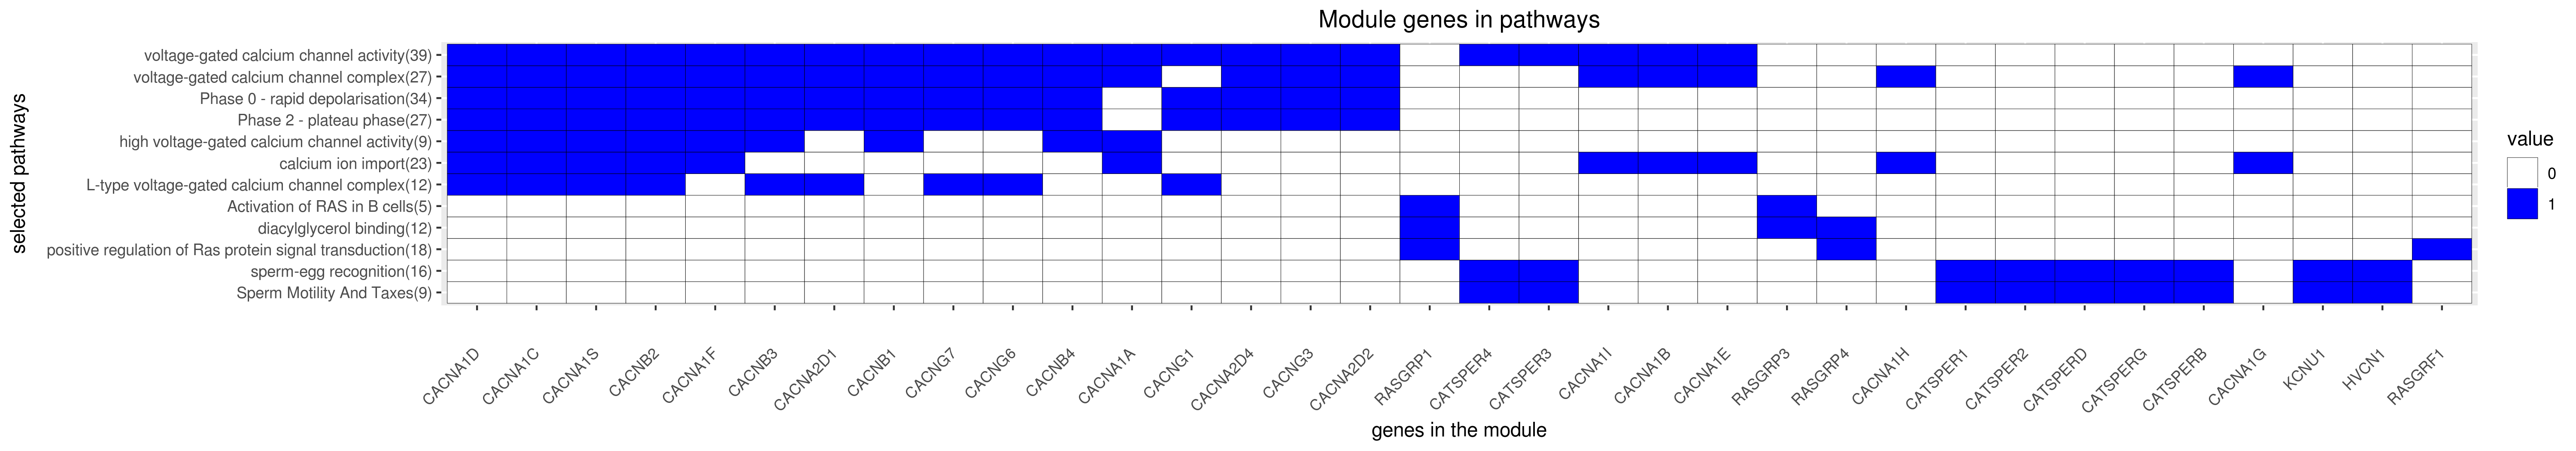 Module genes in pathways
selected pathways
voltage-gated calcium channel activity(39)
voltage-gated calcium channel complex(27)
Phase 0 - rapid depolarisation(34)
Phase 2 - plateau phase(27)
high voltage-gated calcium channel activity(9)
calcium ion import(23)
L-type voltage-gated calcium channel complex(12)
Activation of RAS in B cells(5)
diacylglycerol binding(12)
positive regulation of Ras protein signal transduction(18)
sperm-egg recognition(16)
Sperm Motility And Taxes(9)
CACNA1D
CACNA1C
CACNA1S
CACNB2
CACNA1F
CACNB3
CACNA2D1
CACNB1
CACNG7
CACNG6
CACNB4
CACNA1A
CACNG1
CACNA2D4
CACNG3
CACNA2D2
RASGRP1
CATSPER4
CATSPER3
CACNA1I
CACNA1B
CACNA1E
RASGRP3
RASGRP4
CACNA1H
CATSPER1
CATSPER2
CATSPERD
CATSPERG
CATSPERB
CACNA1G
KCNU1
HVCN1
RASGRF1
genes in the module
value
0
1